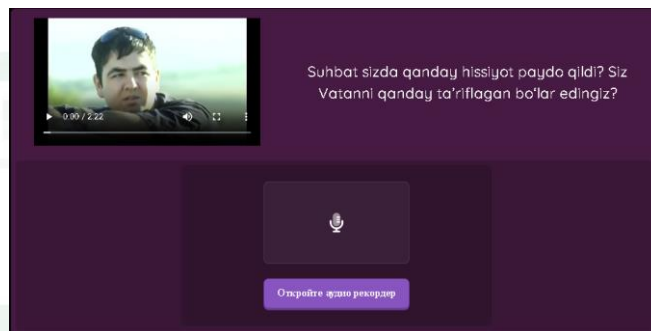 Suhbat sizda qanday hissiyot paydo qildi? Siz
Vatanni qanday ta'riflagan bo'lar edingiz?
0:00 / 2:22
Откройте аудио рекордер